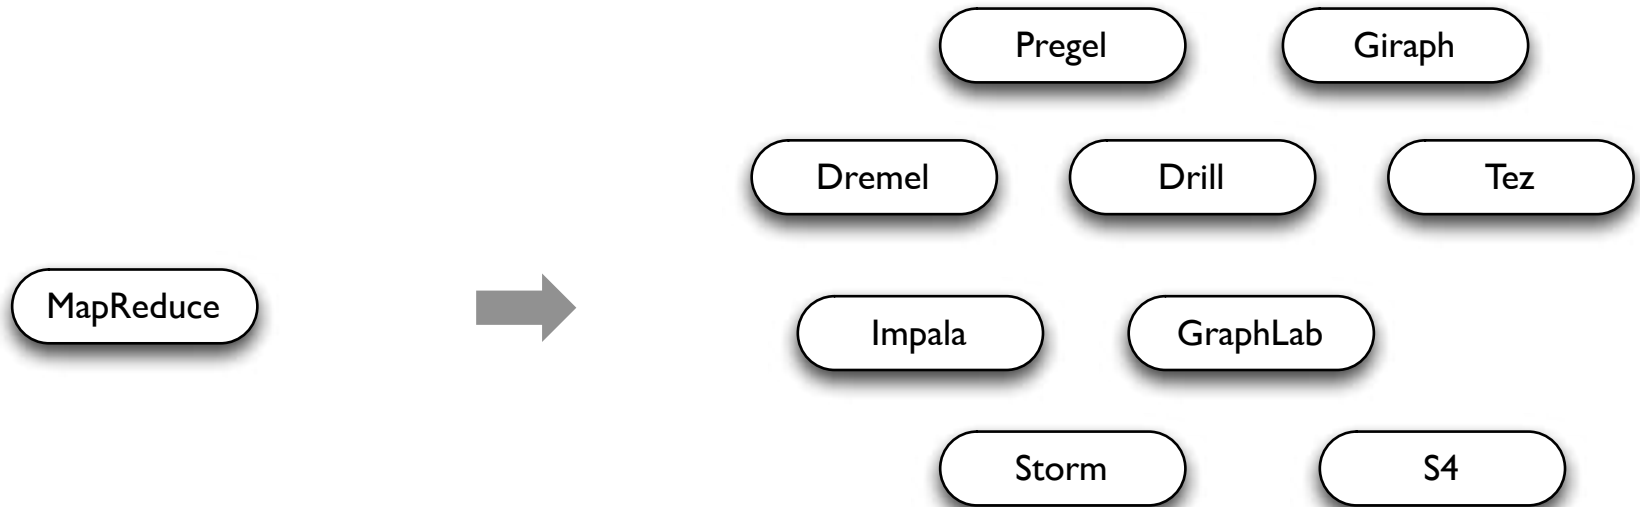 Pregel
Giraph
Dremel
Drill
Tez
MapReduce
Impala
GraphLab
Storm
S4